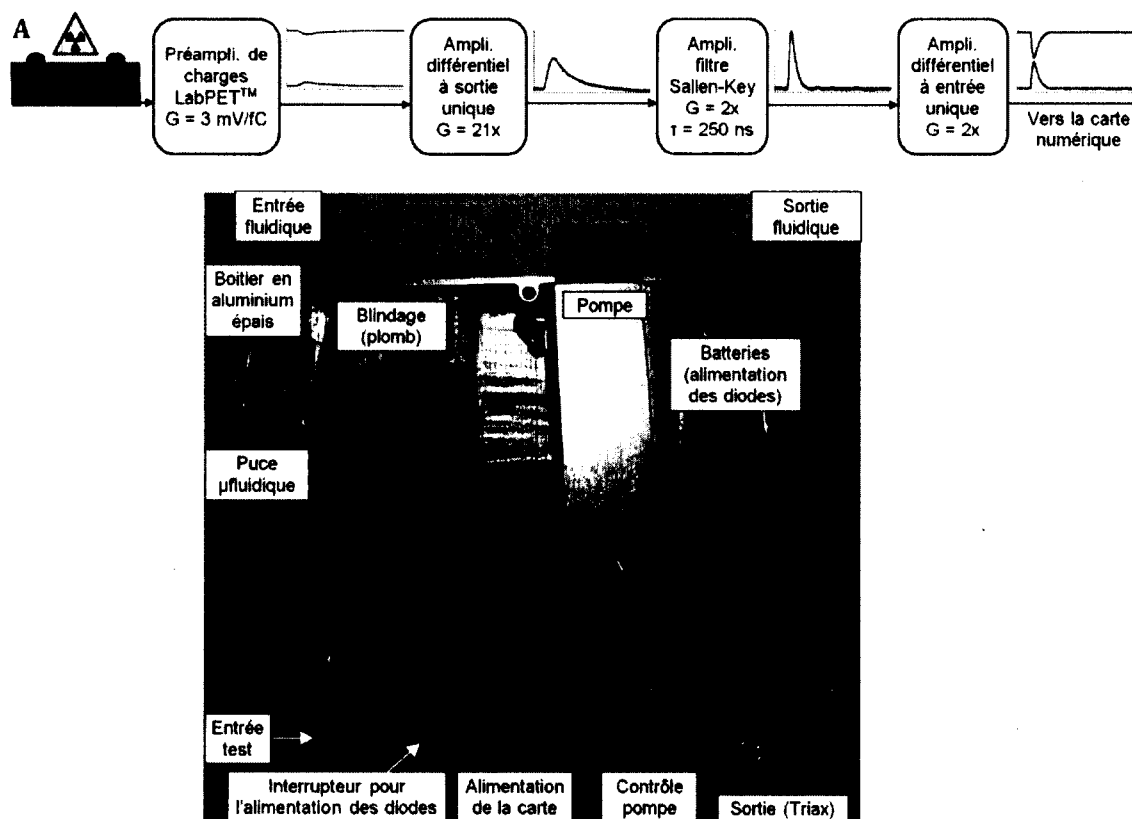 A
Préampli. de
charges
LabPET™
G = 3 mV/fC
Ampli.
différentiel
à sortie
unique
G = 21x
Ampli.
filtre
Sallen-Key
G = 2x
τ = 250 ns
Ampli.
différentiel
à entrée
unique
G = 2x
Vers la carte
numérique
Entrée
fluidique
Sortie
fluidique
Boitier en
aluminium
épais
Blindage
(plomb)
Pompe
Batteries
(alimentation
des diodes)
Puce
µfluidique
Entrée
test
Interrupteur pour
l'alimentation des diodes
Alimentation
de la carte
Contrôle
pompe
Sortie (Triax)